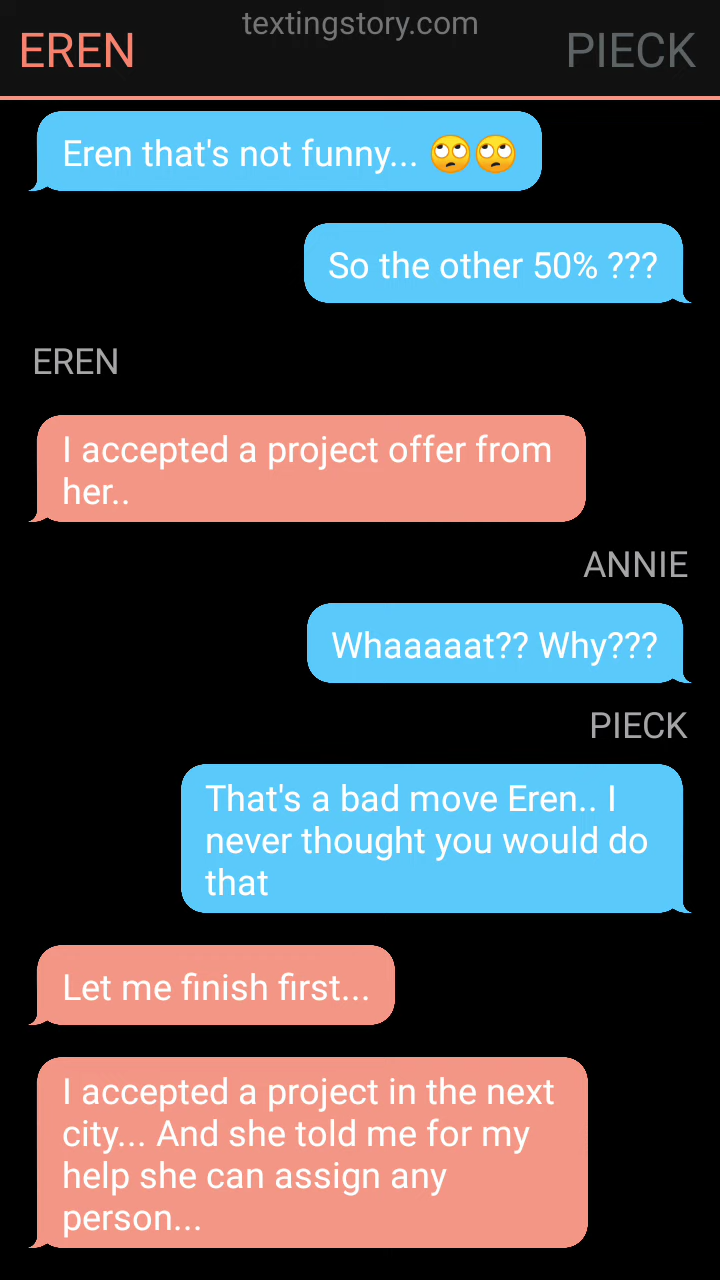 textingstory.com
EREN
PIECK
Eren that's not funny... 🙄🙄
So the other 50% ???
EREN
I accepted a project offer from
her..
ANNIE
Whaaaaat?? Why???
PIECK
That's a bad move Eren.. I
never thought you would do
that
Let me finish first...
I accepted a project in the next
city... And she told me for my
help she can assign any
person...